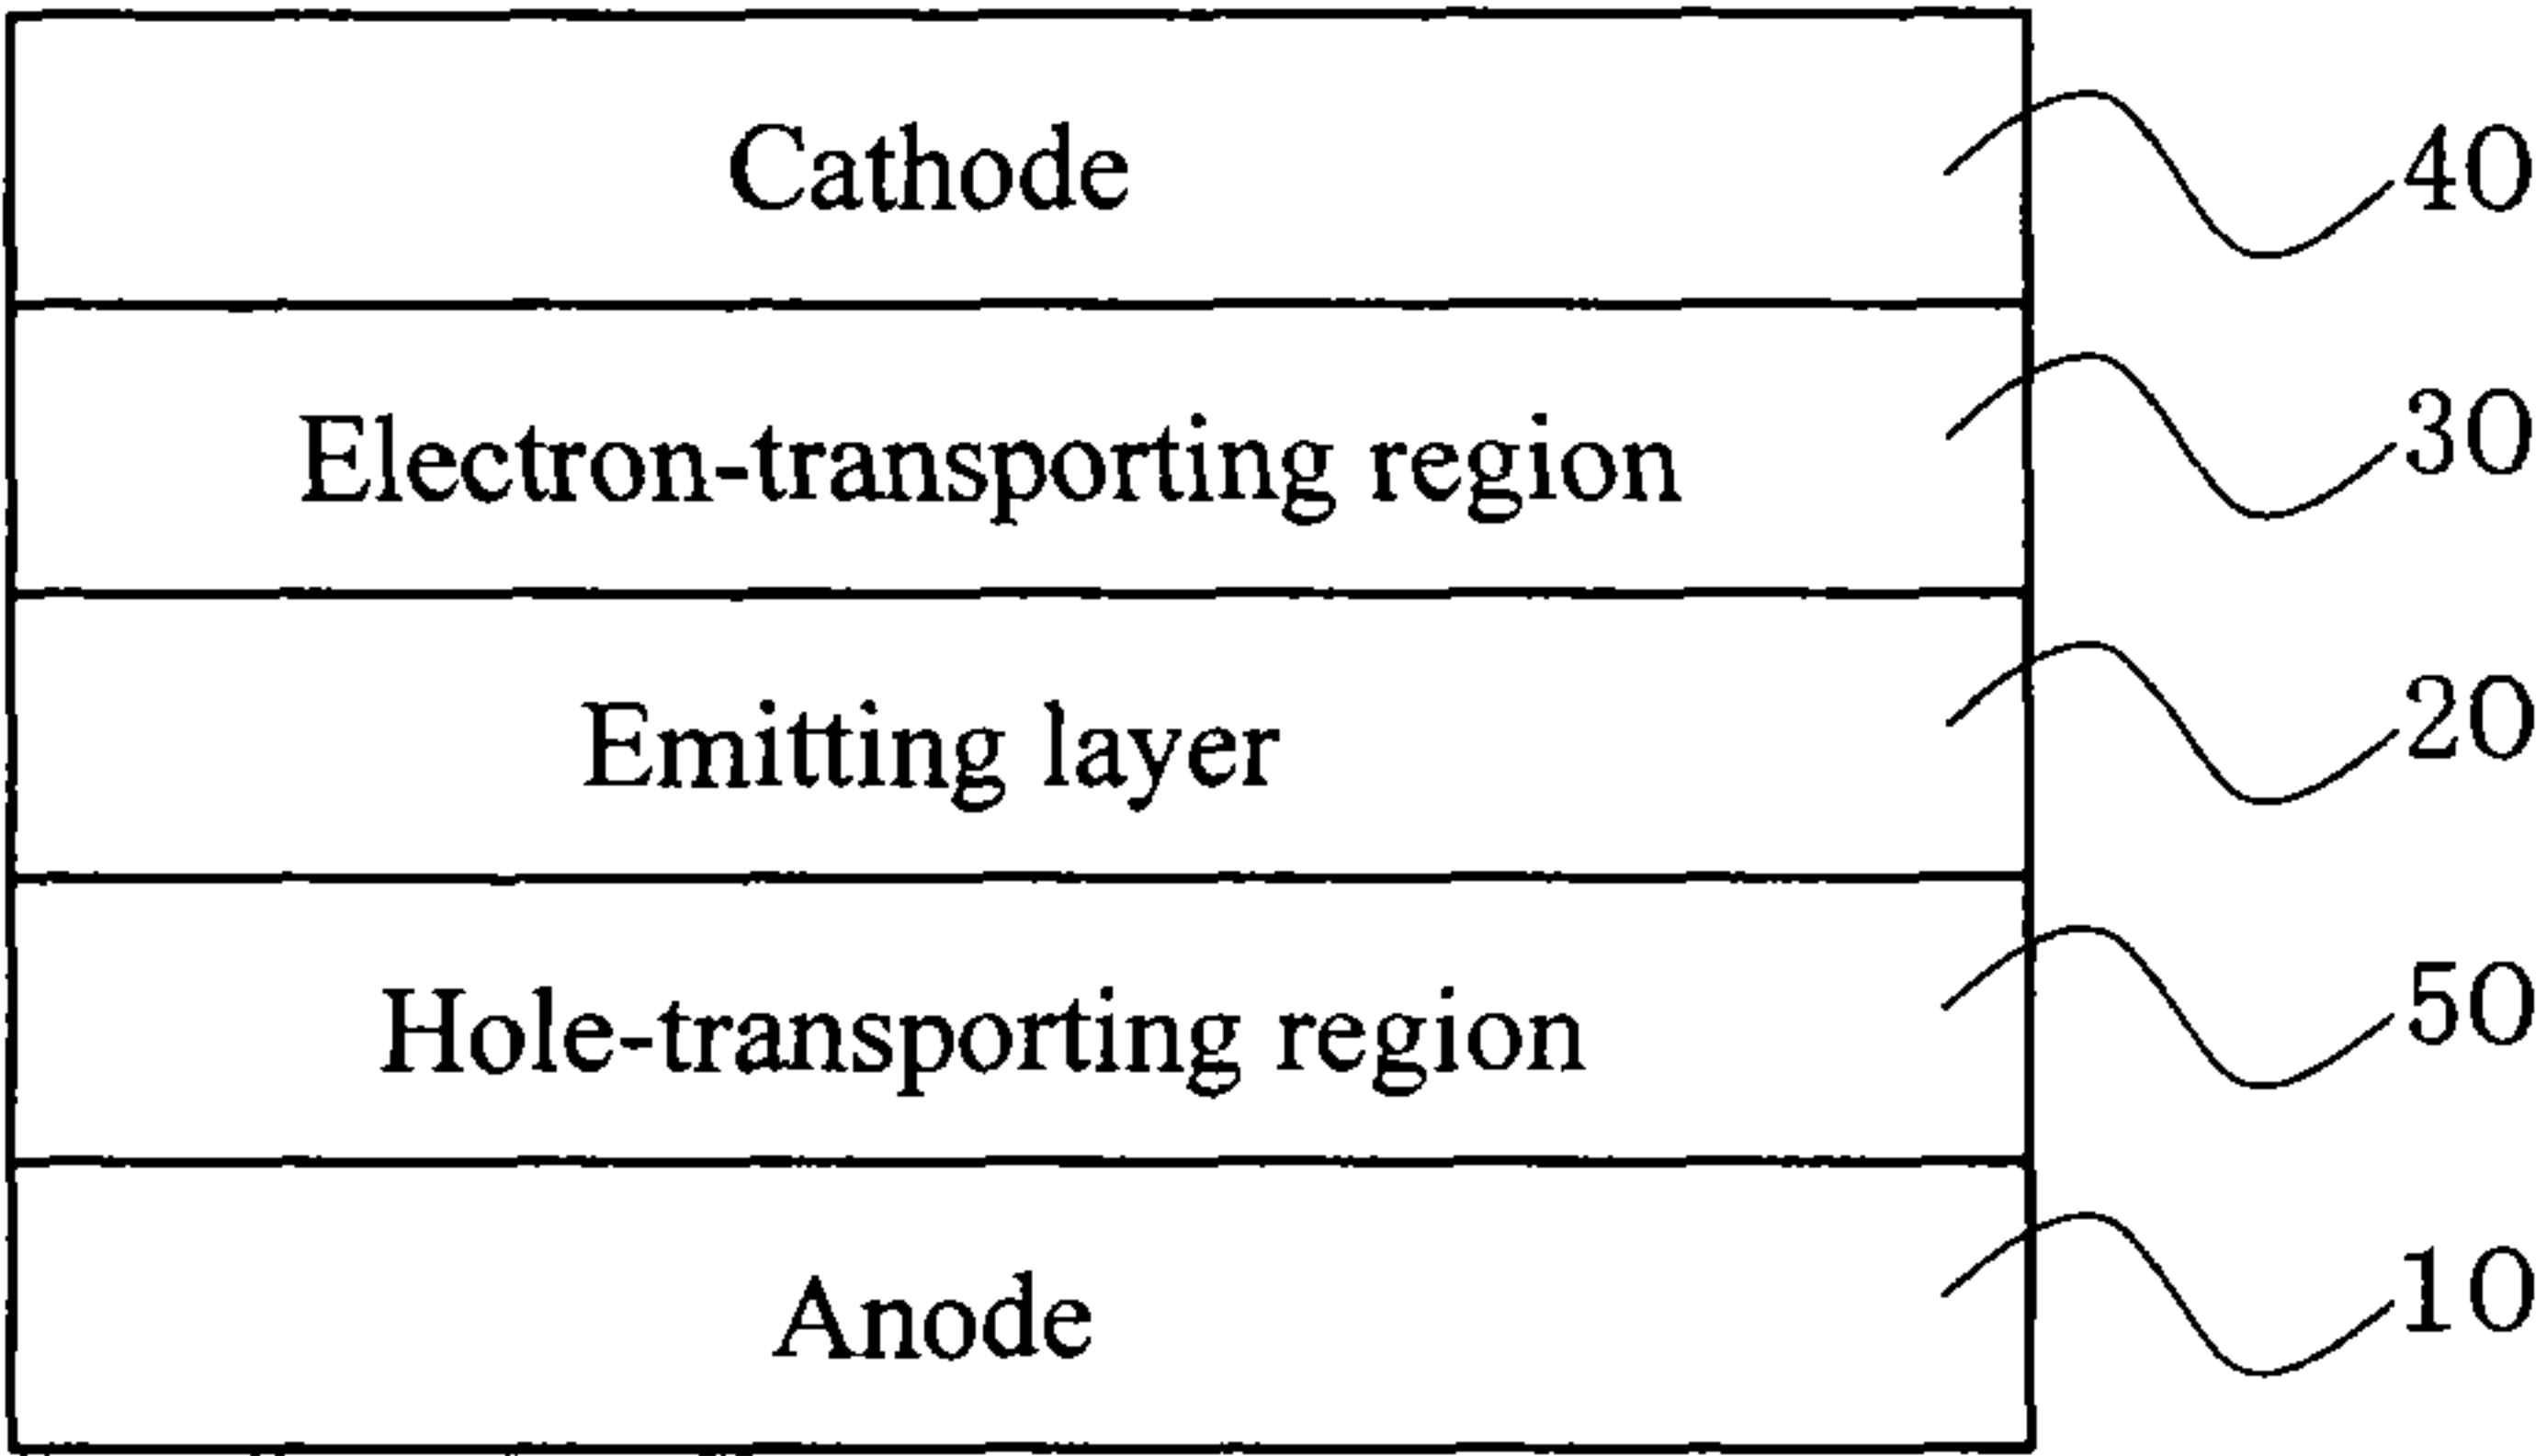 Cathode 40
Electron-transporting region 30
Emitting layer 20
Hole-transporting region 50
Anode 10